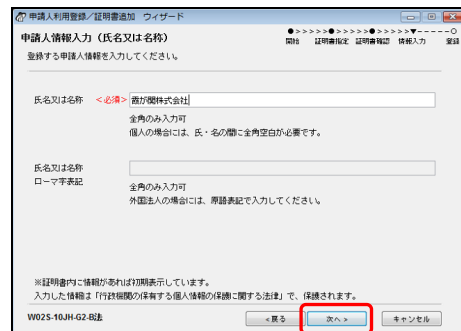 申請人利用登録/証明書追加 ウィザード
申請人情報入力(氏名又は名称)
●>>>>>●>>>>>●>>>>>▼-----○
開始 証明書指定 証明書確認 情報入力 登録
登録する申請人情報を入力してください。
氏名又は名称 <必須> 霞が関株式会社
全角のみ入力可
個人の場合には、氏・名の間に全角空白が必要です。
氏名又は名称
ローマ字表記
全角のみ入力可
外国法人の場合には、原語表記で入力してください。
※証明書内に情報があれば初期表示しています。
入力した情報は「行政機関の保有する個人情報の保護に関する法律」で、保護されます。
W02S-10JH-G2-B法
<戻る 次へ > キャンセル